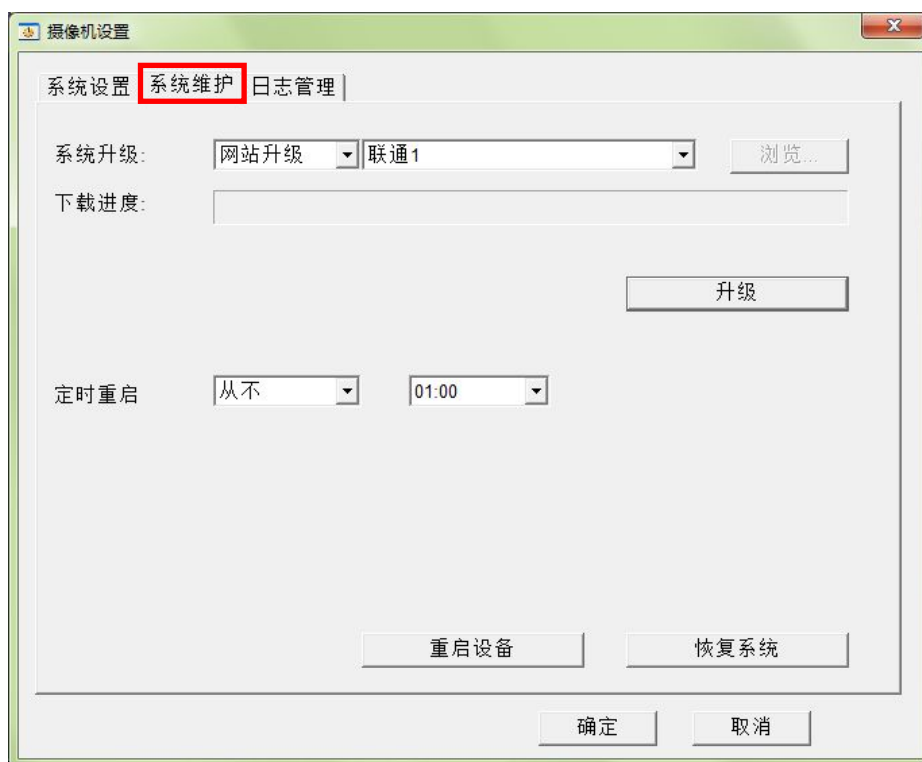 摄像机设置
系统设置 系统维护 日志管理
系统升级: 网站升级 联通1 浏览...
下载进度:
升级
定时重启 从不 01:00
重启设备 恢复系统
确定 取消